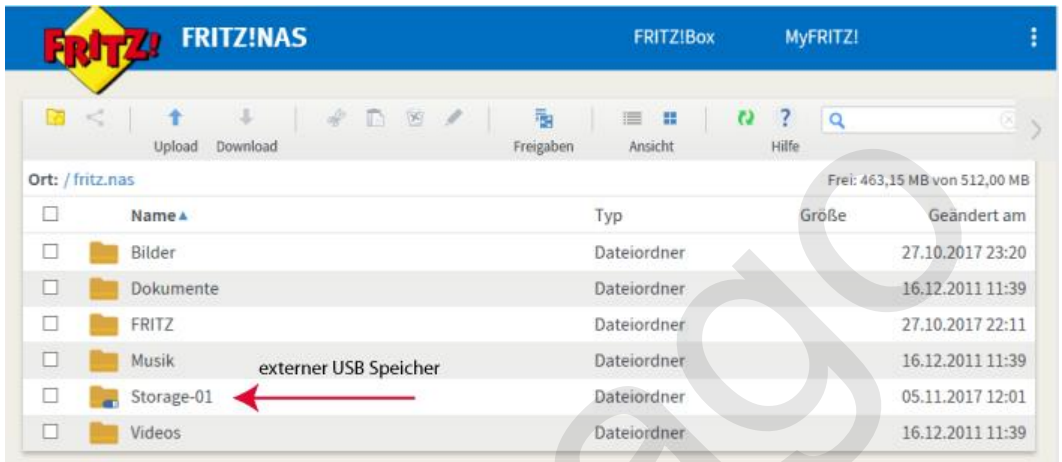 FRITZ! FRITZ!NAS FRITZ!Box MyFRITZ!
Upload Download Freigaben Ansicht Hilfe
Ort: /fritz.nas Frei: 463,15 MB von 512,00 MB
Name Typ Größe Geändert am
Bilder Dateiordner 27.10.2017 23:20
Dokumente Dateiordner 16.12.2011 11:39
FRITZ Dateiordner 27.10.2017 22:11
Musik Dateiordner 16.12.2011 11:39
externer USB Speicher
Storage-01 Dateiordner 05.11.2017 12:01
Videos Dateiordner 16.12.2011 11:39